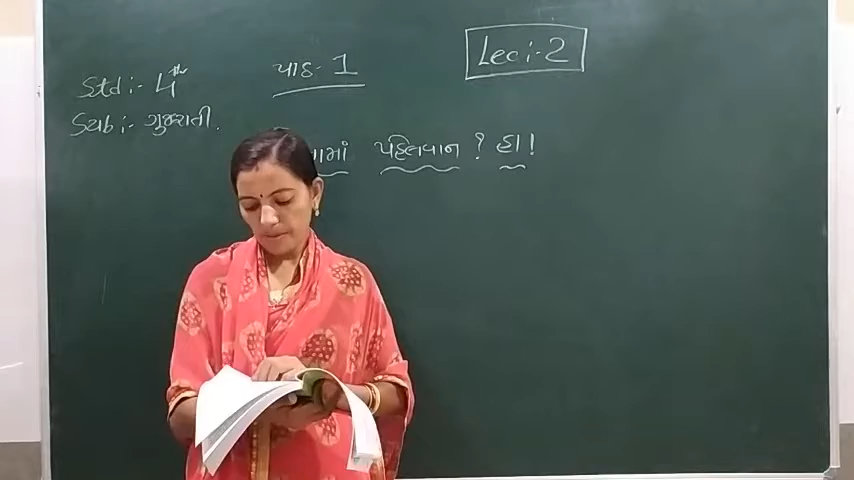 Std :- 4th
Sub :- ગુજરાતી.
પાઠ - 1
Lec :- 2
પહિલવાન ? હા !